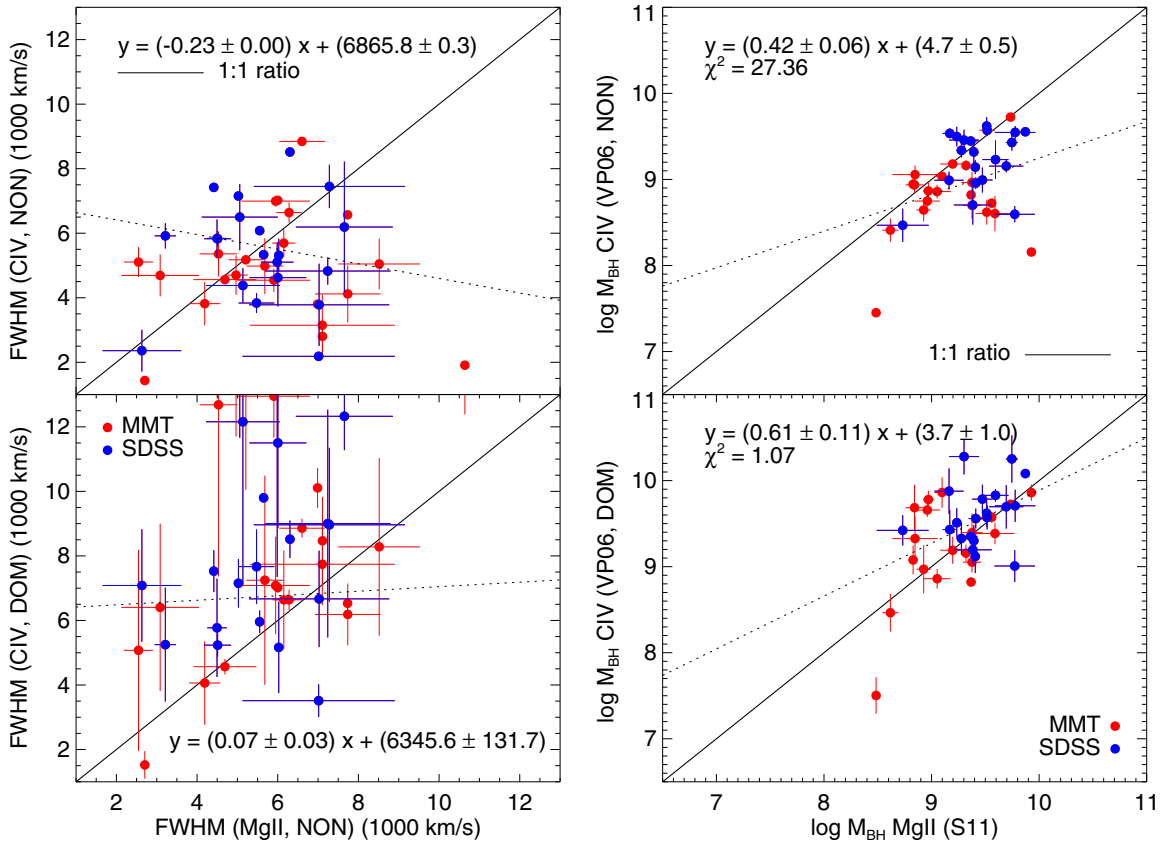 y = (-0.23 ± 0.00) x + (6865.8 ± 0.3)
1:1 ratio
FWHM (CIV, NON) (1000 km/s)
12
10
8
6
4
2
y = (0.42 ± 0.06) x + (4.7 ± 0.5)
χ² = 27.36
1:1 ratio
log M_BH CIV (VP06, NON)
11
10
9
8
7
MMT
SDSS
y = (0.07 ± 0.03) x + (6345.6 ± 131.7)
FWHM (CIV, DOM) (1000 km/s)
12
10
8
6
4
2
2 4 6 8 10 12
FWHM (MgII, NON) (1000 km/s)
y = (0.61 ± 0.11) x + (3.7 ± 1.0)
χ² = 1.07
MMT
SDSS
log M_BH CIV (VP06, DOM)
11
10
9
8
7
7 8 9 10 11
log M_BH MgII (S11)